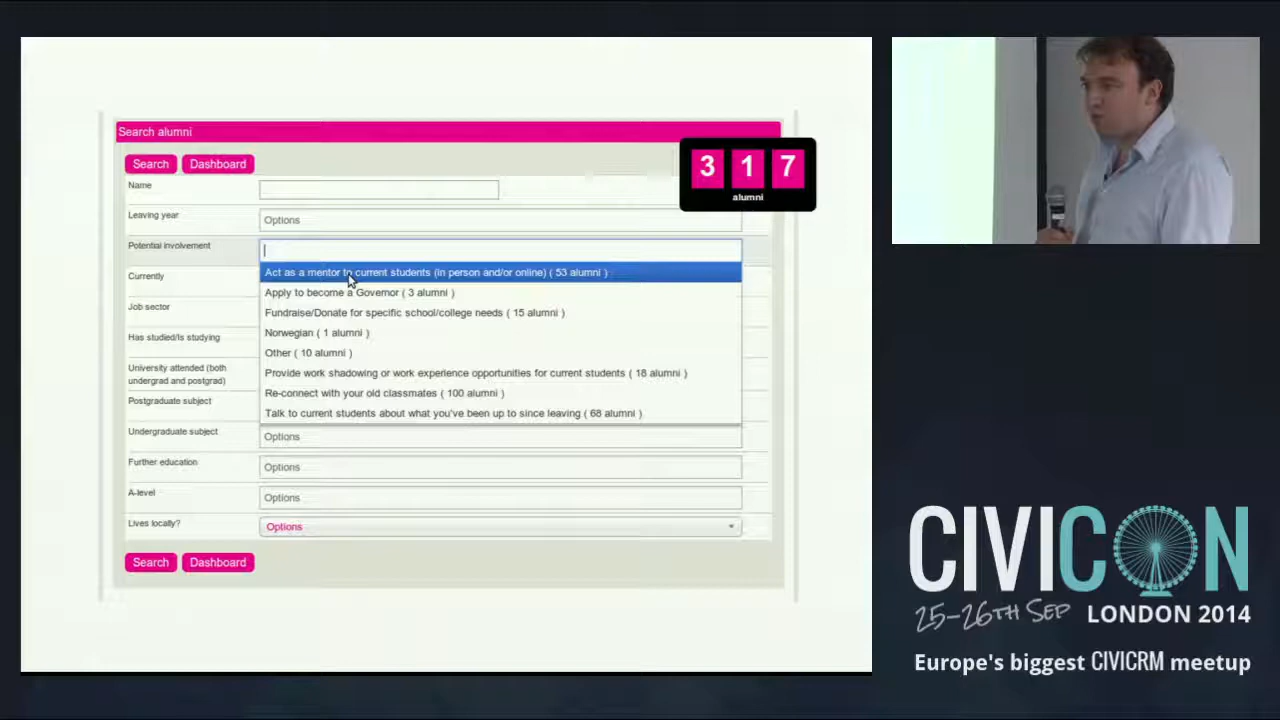 Search alumni
Search Dashboard
3 1 7
alumni
Name
Leaving year Options
Potential involvement
Act as a mentor to current students (in person and/or online) ( 53 alumni )
Currently
Apply to become a Governor ( 3 alumni )
Job sector
Fundraise/Donate for specific school/college needs ( 15 alumni )
Has studied/Is studying
Norwegian ( 1 alumni )
Other ( 10 alumni )
University attended (both
undergrad and postgrad)
Provide work shadowing or work experience opportunities for current students ( 18 alumni )
Postgraduate subject
Re-connect with your old classmates ( 100 alumni )
Talk to current students about what you've been up to since leaving ( 68 alumni )
Undergraduate subject Options
Further education Options
A-level Options
Lives locally? Options
Search Dashboard
CIVICON
25-26TH SEP LONDON 2014
Europe's biggest CIVICRM meetup